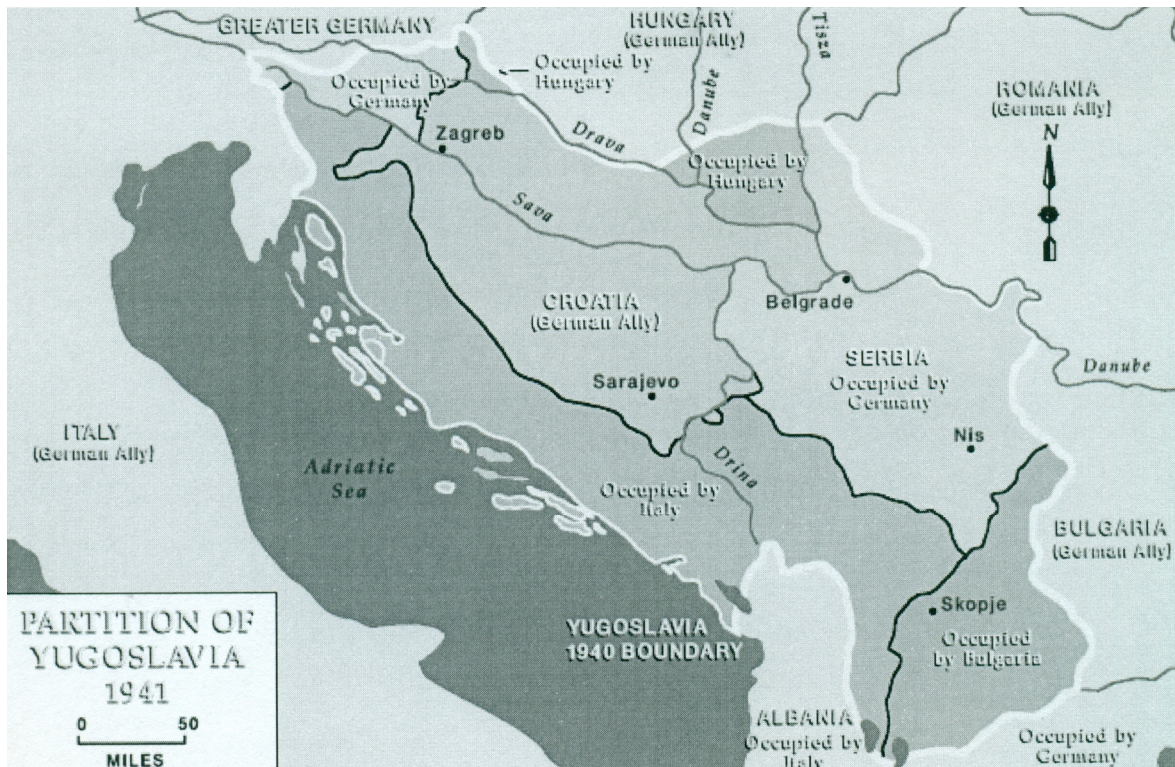 GREATER GERMANY
HUNGARY
(German Ally)
Tisza
Occupied by
Germany
Occupied by
Hungary
Danube
ROMANIA
(German Ally)
N
Zagreb
Drava
Occupied by
Hungary
Sava
Belgrade
CROATIA
(German Ally)
SERBIA
Occupied by
Germany
Danube
Sarajevo
ITALY
(German Ally)
Adriatic
Sea
Nis
Drina
Occupied by
Italy
BULGARIA
(German Ally)
Skopje
Occupied
by Bulgaria
YUGOSLAVIA
1940 BOUNDARY
PARTITION OF
YUGOSLAVIA
1941
0 50
MILES
ALBANIA
Occupied by
Italy
Occupied by
Germany